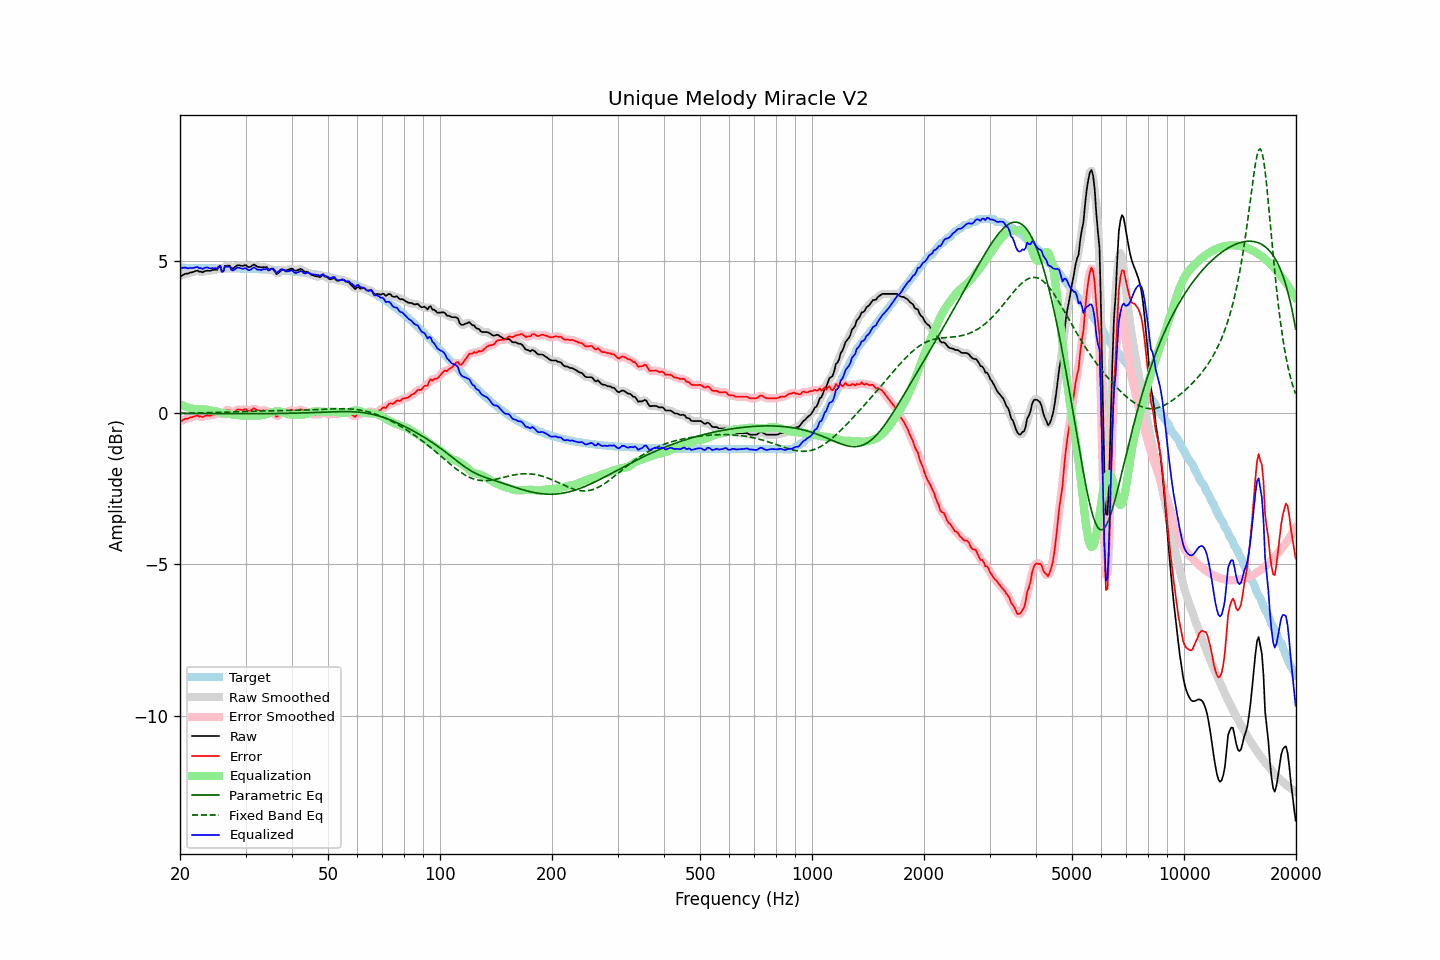 Unique Melody Miracle V2
Amplitude (dBr)
5
0
−5
−10
Target
Raw Smoothed
Error Smoothed
Raw
Error
Equalization
Parametric Eq
Fixed Band Eq
Equalized
20 50 100 200 500 1000 2000 5000 10000 20000
Frequency (Hz)